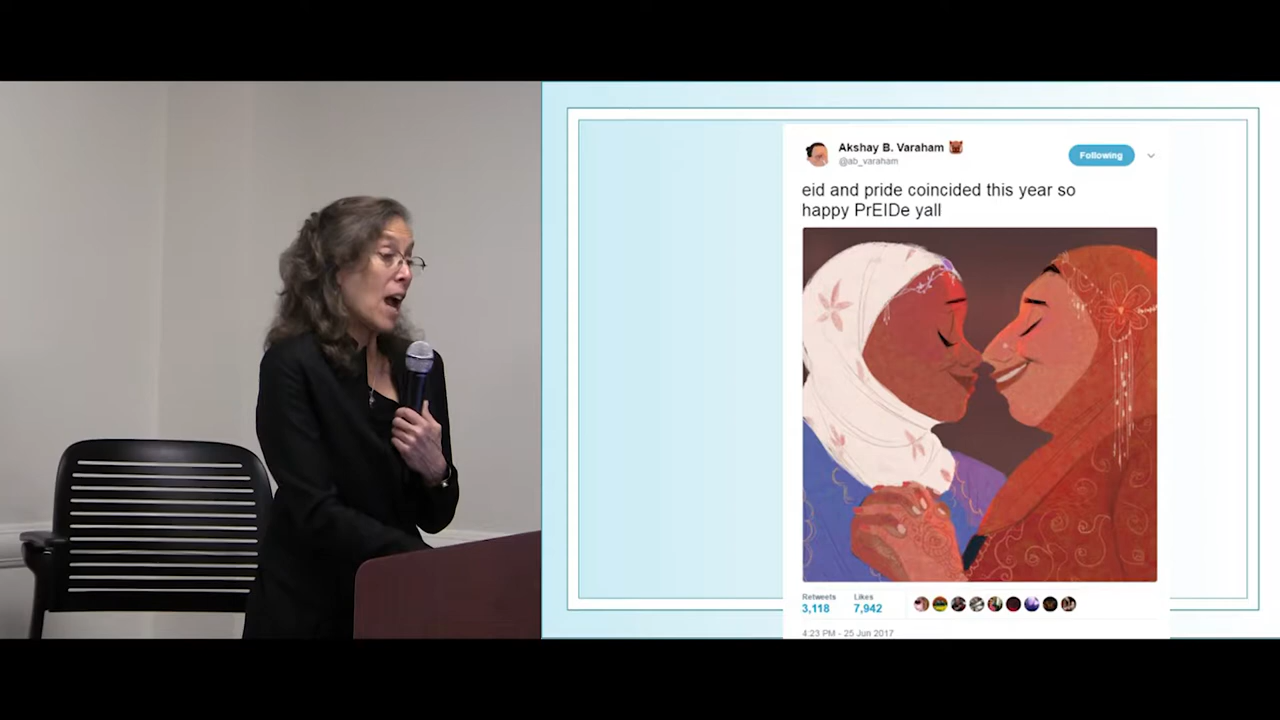 Akshay B. Varaham
@ab_varaham
Following
eid and pride coincided this year so
happy PrEIDe yall
Retweets Likes
3,118 7,942
4:23 PM - 25 Jun 2017